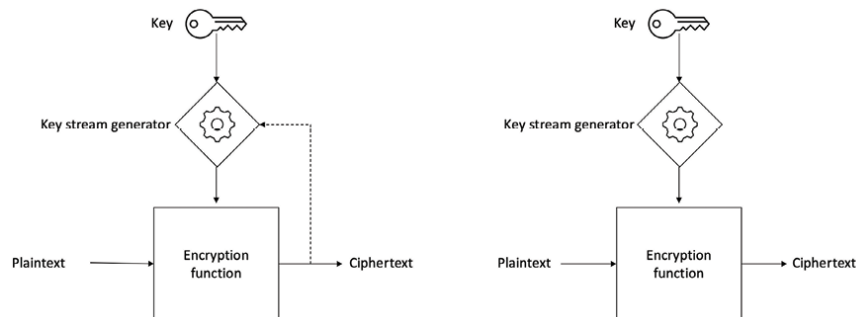 Key
Key stream generator
Plaintext
Encryption
function
Ciphertext
Key
Key stream generator
Plaintext
Encryption
function
Ciphertext